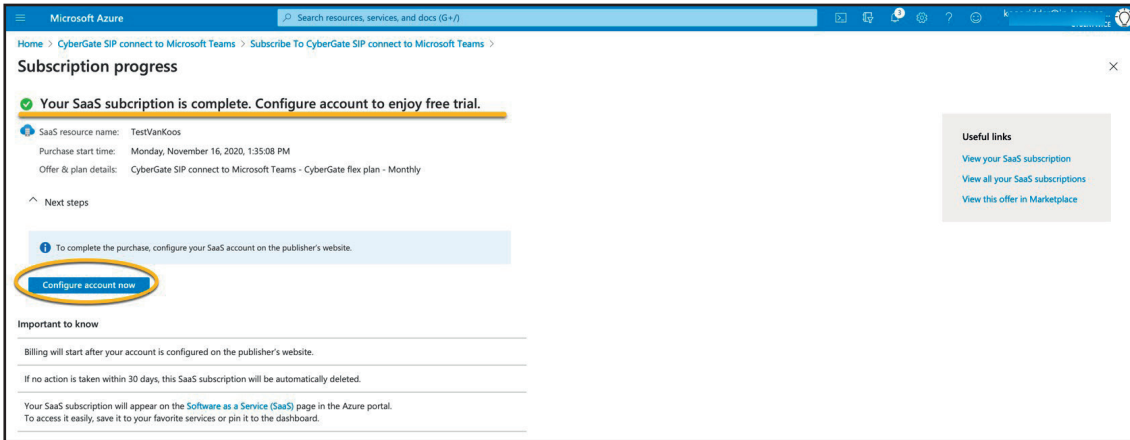 Microsoft Azure
Search resources, services, and docs (G+/)
3
Home > CyberGate SIP connect to Microsoft Teams > Subscribe To CyberGate SIP connect to Microsoft Teams >
Subscription progress
Your SaaS subcription is complete. Configure account to enjoy free trial.
SaaS resource name: TestVanKoos
Purchase start time: Monday, November 16, 2020, 1:35:08 PM
Offer & plan details: CyberGate SIP connect to Microsoft Teams - CyberGate flex plan - Monthly
Next steps
To complete the purchase, configure your SaaS account on the publisher's website.
Configure account now
Important to know
Billing will start after your account is configured on the publisher's website.
If no action is taken within 30 days, this SaaS subscription will be automatically deleted.
Your SaaS subscription will appear on the Software as a Service (SaaS) page in the Azure portal.
To access it easily, save it to your favorite services or pin it to the dashboard.
Useful links
View your SaaS subscription
View all your SaaS subscriptions
View this offer in Marketplace